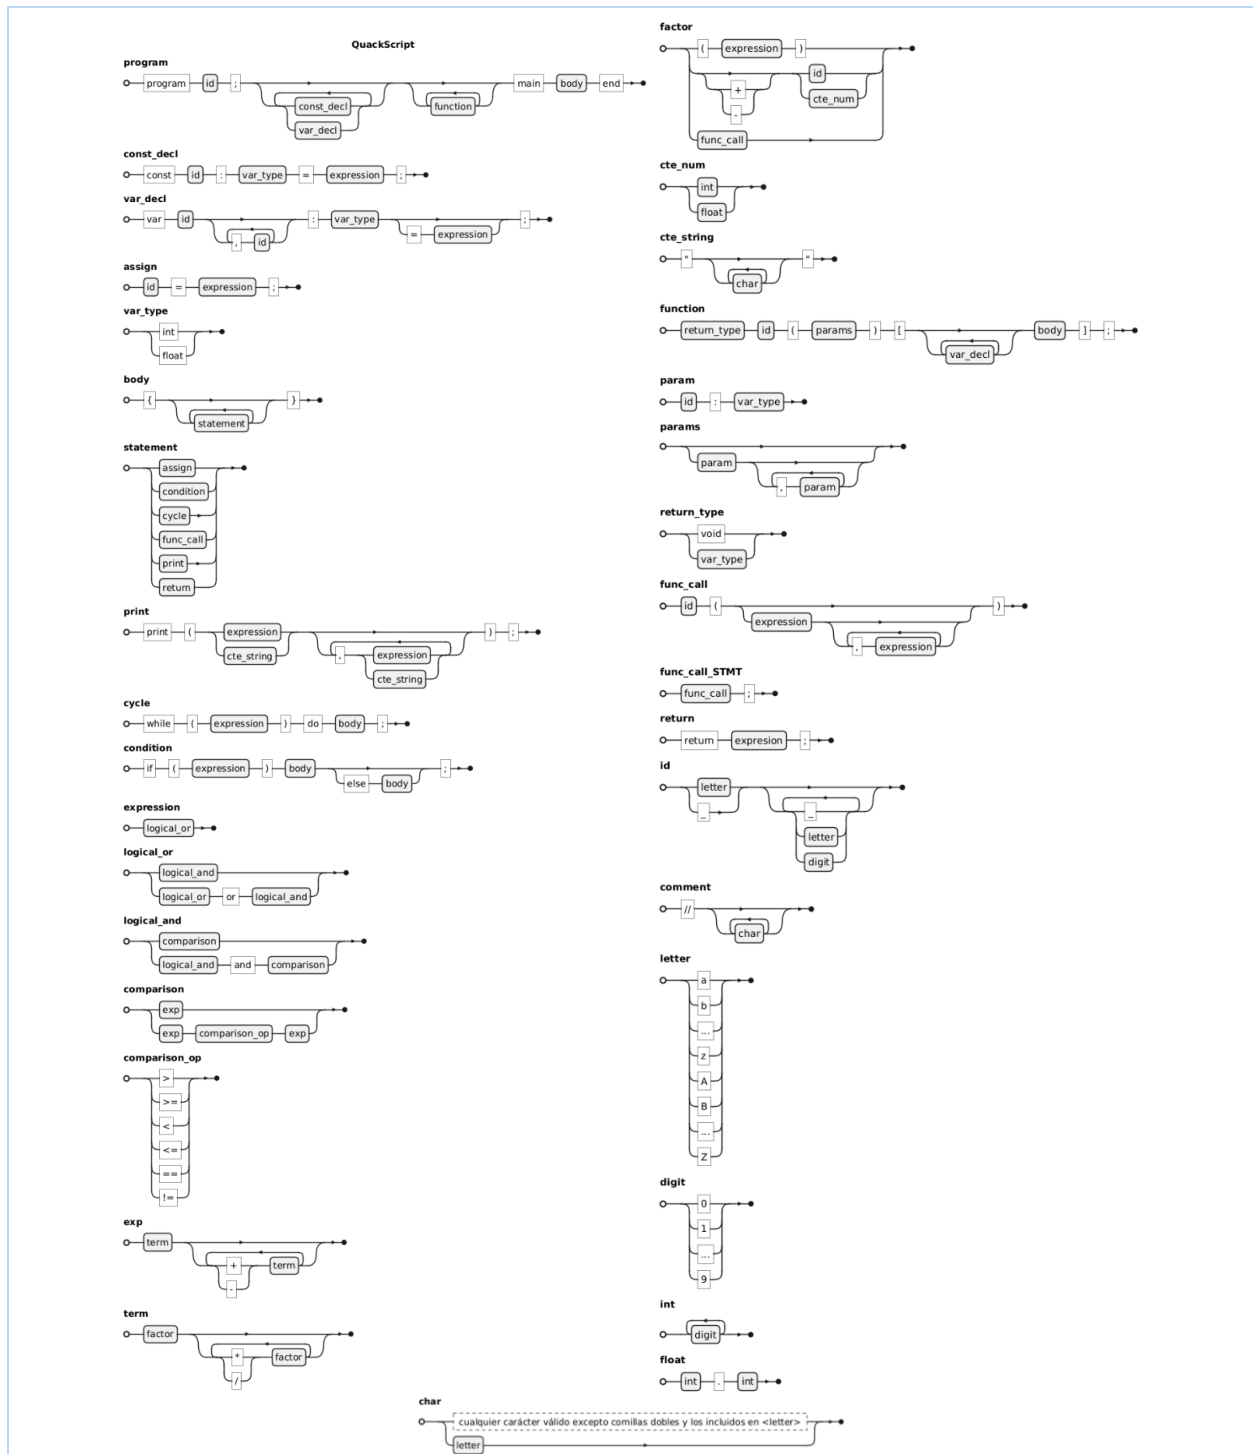 QuackScript
program
program id ; const_decl var_decl function main body end
const_decl
const id : var_type = expression ;
var_decl
var id , id : var_type = expression ;
assign
id = expression ;
var_type
int
float
body
{ statement }
statement
assign
condition
cycle
func_call
print
return
print
print ( expression , expression ) ;
cte_string cte_string
cycle
while ( expression ) do body ;
condition
if ( expression ) body else body ;
expression
logical_or
logical_or
logical_and
logical_or or logical_and
logical_and
comparison
logical_and and comparison
comparison
exp
exp comparison_op exp
comparison_op
>
>=
<
<=
==
!=
exp
term + term
-
term
factor * factor
/
factor
( expression )
+ id
- cte_num
func_call
cte_num
int
float
cte_string
" char "
function
return_type id ( params ) [ var_decl body ] ;
param
id : var_type
params
param , param
return_type
void
var_type
func_call
id ( expression , expression )
func_call_STMT
func_call ;
return
return expresion ;
id
letter _
_ letter
digit
comment
// char
letter
a
b
...
z
A
B
...
Z
digit
0
1
...
9
int
digit
float
int . int
char
cualquier carácter válido excepto comillas dobles y los incluidos en <letter>
letter